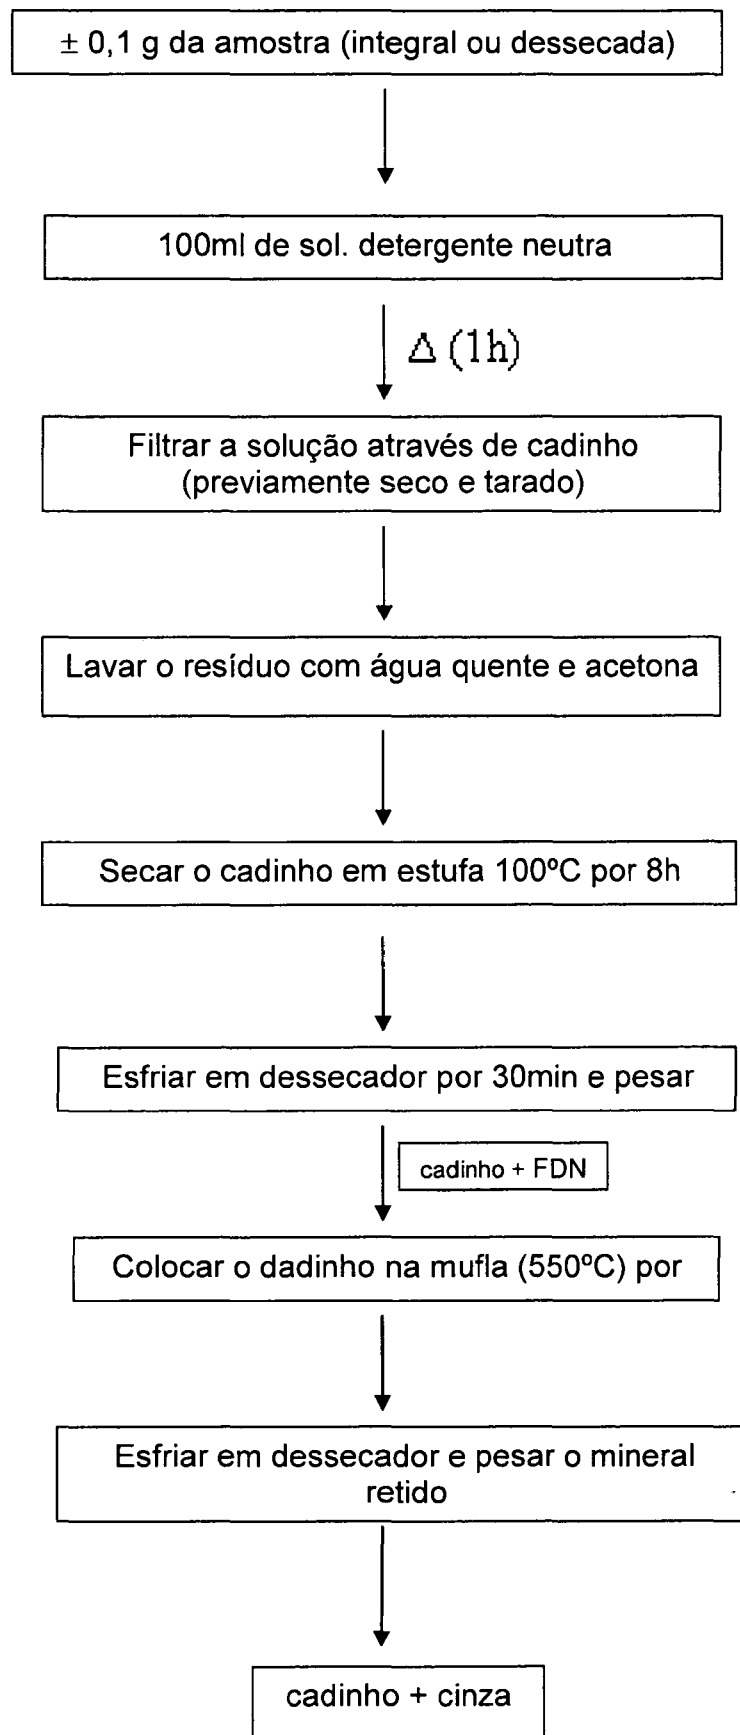 ± 0,1 g da amostra (integral ou dessecada)
100ml de sol. detergente neutra
Δ (1h)
Filtrar a solução através de cadinho
(previamente seco e tarado)
Lavar o resíduo com água quente e acetona
Secar o cadinho em estufa 100ºC por 8h
Esfriar em dessecador por 30min e pesar
cadinho + FDN
Colocar o dadinho na mufla (550ºC) por
Esfriar em dessecador e pesar o mineral
retido
cadinho + cinza